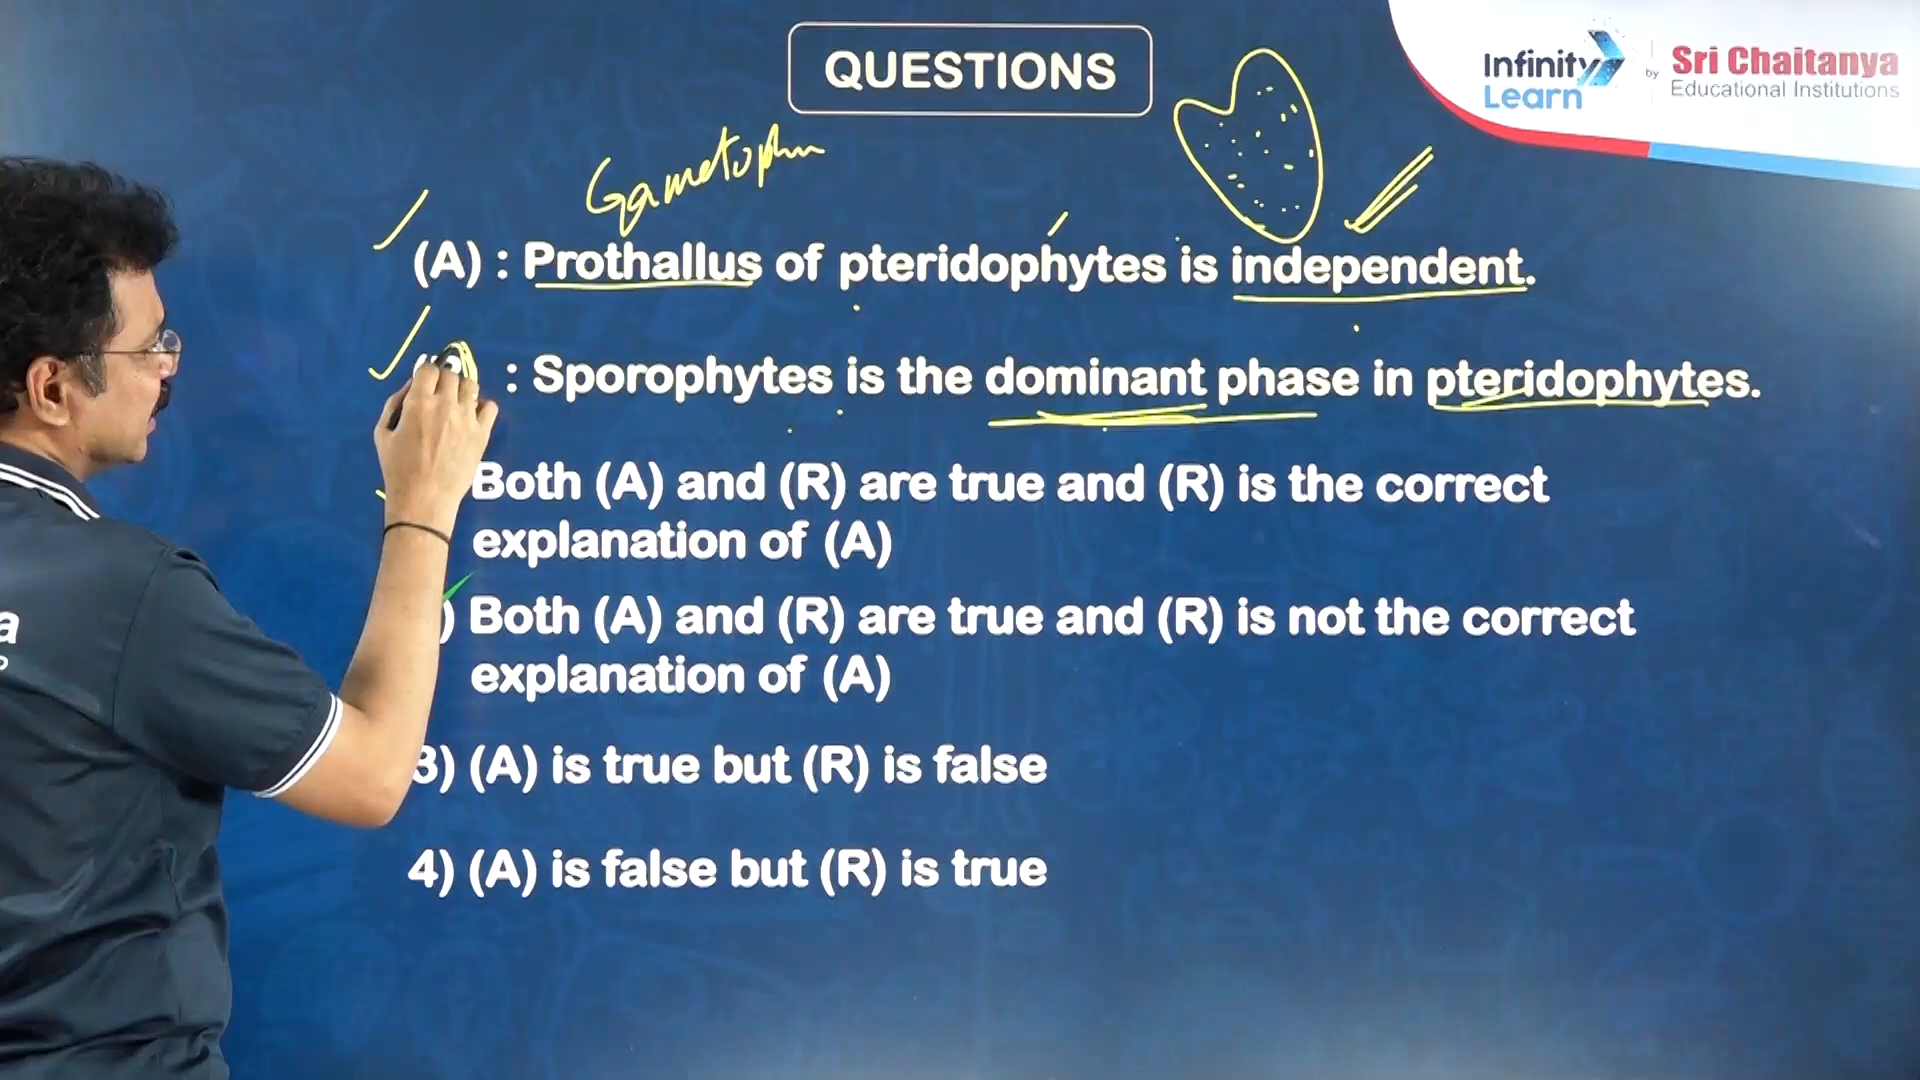 QUESTIONS
Infinity Learn
by
Sri Chaitanya
Educational Institutions
(A) : Prothallus of pteridophytes is independent.
: Sporophytes is the dominant phase in pteridophytes.
Both (A) and (R) are true and (R) is the correct
explanation of (A)
) Both (A) and (R) are true and (R) is not the correct
explanation of (A)
3) (A) is true but (R) is false
4) (A) is false but (R) is true
a